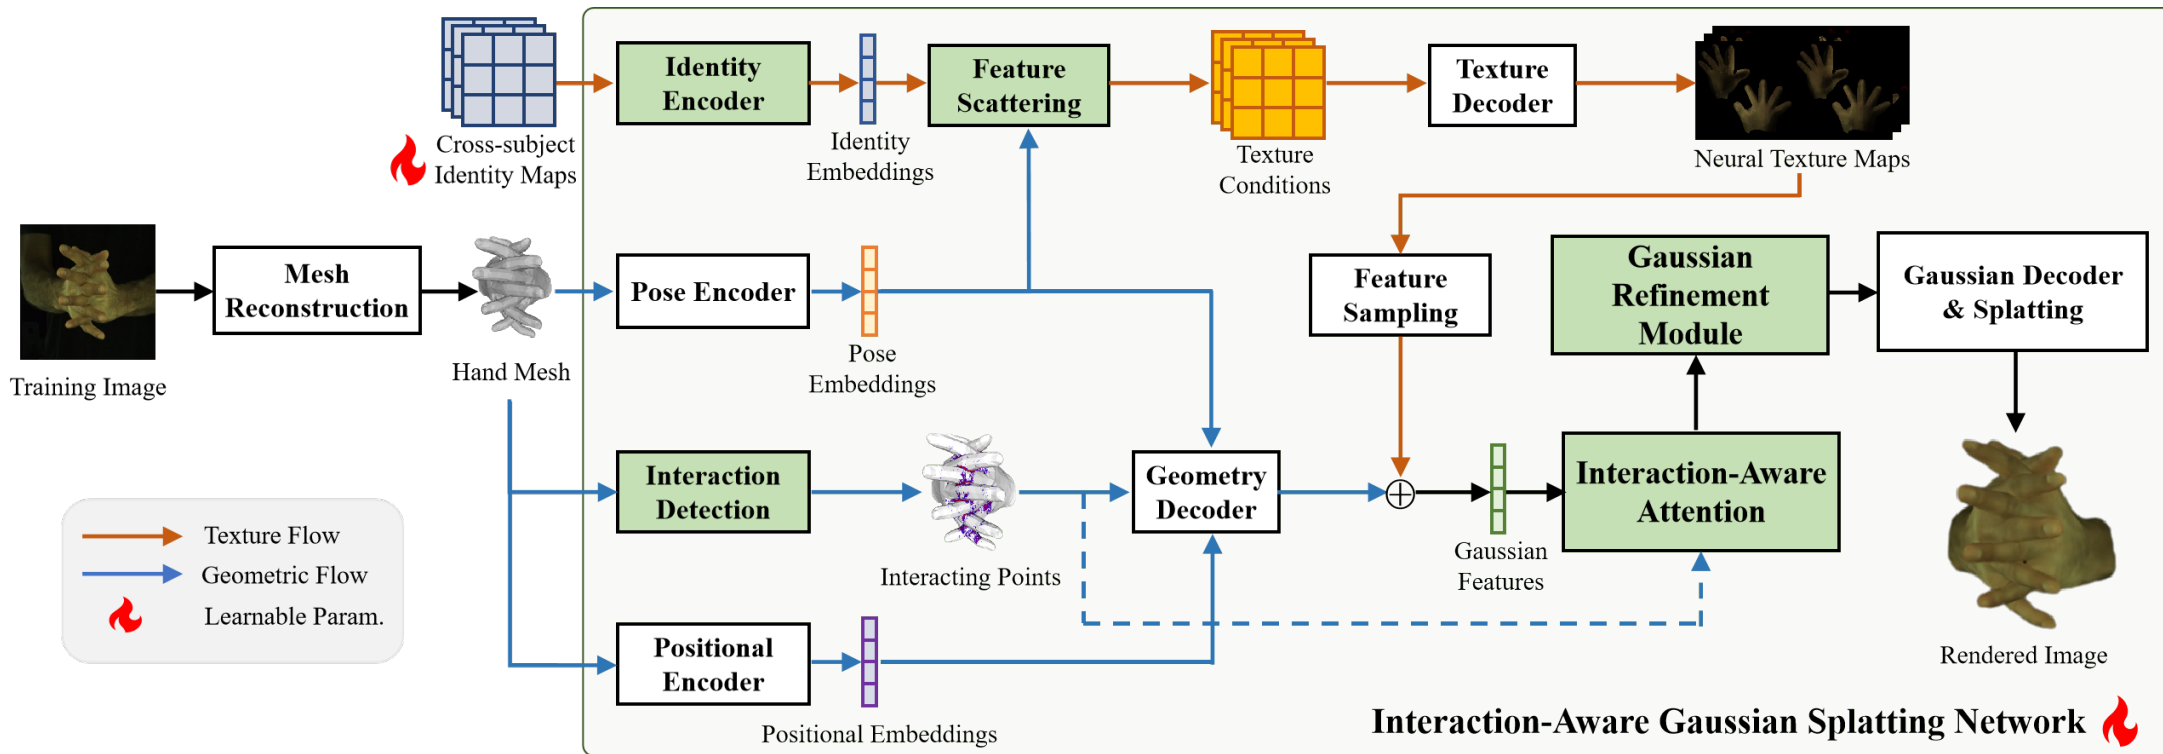 Identity
Encoder
Feature
Scattering
Texture
Decoder
Cross-subject
Identity Maps
Identity
Embeddings
Texture
Conditions
Neural Texture Maps
Mesh
Reconstruction
Pose Encoder
Feature
Sampling
Gaussian
Refinement
Module
Gaussian Decoder
& Splatting
Training Image
Hand Mesh
Pose
Embeddings
Interaction
Detection
Geometry
Decoder
Interaction-Aware
Attention
Interacting Points
Gaussian
Features
Texture Flow
Geometric Flow
Learnable Param.
Positional
Encoder
Positional Embeddings
Rendered Image
Interaction-Aware Gaussian Splatting Network